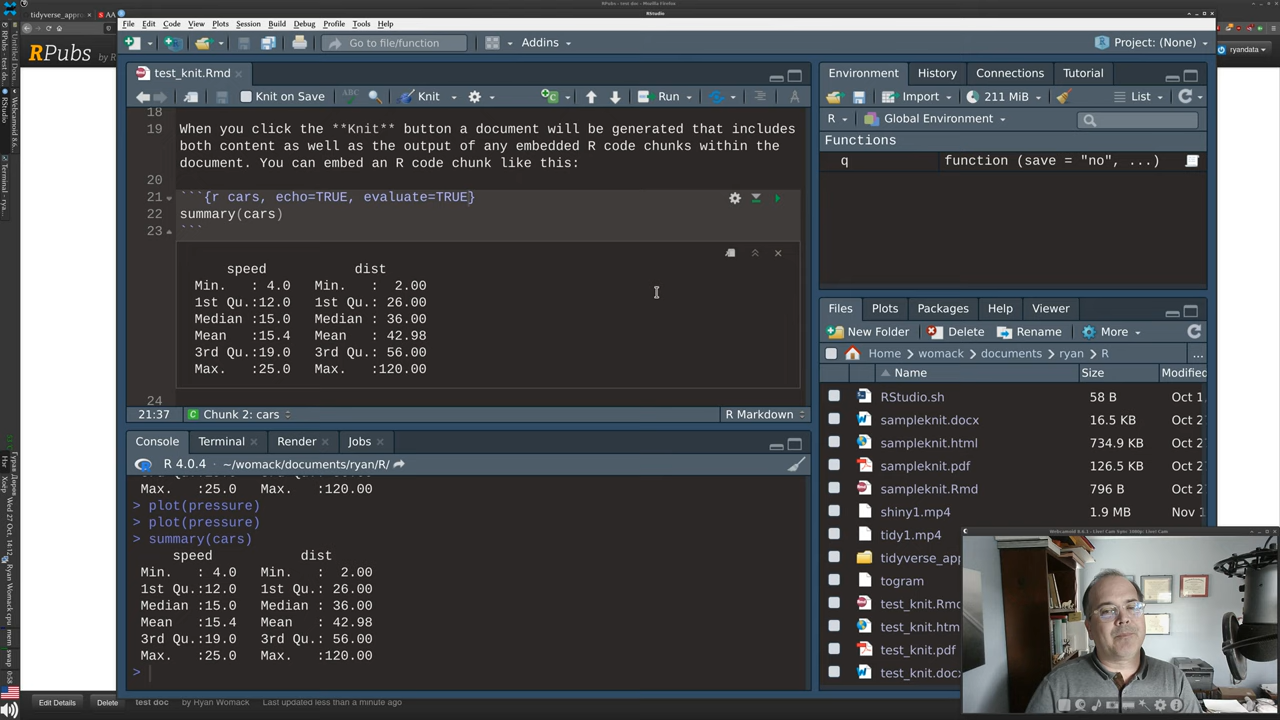 RPubs : test doc — Mozilla Firefox
tidyverse_appr
RStudio
File Edit Code View Plots Session Build Debug Profile Tools Help
Go to file/function
Addins
Project: (None)
RPubs
ryandata
test_knit.Rmd
Knit on Save
Knit
Run
18
19 When you click the **Knit** button a document will be generated that includes
both content as well as the output of any embedded R code chunks within the
document. You can embed an R code chunk like this:
20
21 ```{r cars, echo=TRUE, evaluate=TRUE}
22 summary(cars)
23 ```
speed dist
Min. : 4.0 Min. : 2.00
1st Qu.:12.0 1st Qu.: 26.00
Median :15.0 Median : 36.00
Mean :15.4 Mean : 42.98
3rd Qu.:19.0 3rd Qu.: 56.00
Max. :25.0 Max. :120.00
24
21:37 Chunk 2: cars R Markdown
Console Terminal Render Jobs
R 4.0.4 · ~/womack/documents/ryan/R/
Max. :25.0 Max. :120.00
> plot(pressure)
> plot(pressure)
> summary(cars)
speed dist
Min. : 4.0 Min. : 2.00
1st Qu.:12.0 1st Qu.: 26.00
Median :15.0 Median : 36.00
Mean :15.4 Mean : 42.98
3rd Qu.:19.0 3rd Qu.: 56.00
Max. :25.0 Max. :120.00
>
Environment History Connections Tutorial
Import 211 MiB List
R Global Environment
Functions
q function (save = "no", ...)
Files Plots Packages Help Viewer
New Folder Delete Rename More
Home womack documents ryan R ...
Name Size Modified
RStudio.sh 58 B Oct 1
sampleknit.docx 16.5 KB Oct 2
sampleknit.html 734.9 KB Oct 2
sampleknit.pdf 126.5 KB Oct 2
sampleknit.Rmd 796 B Oct 2
shiny1.mp4 1.9 MB Nov 1
tidy1.mp4
tidyverse_app
togram
test_knit.Rmd
test_knit.htm
test_knit.pdf
test_knit.docx
Edit Details Delete test doc by Ryan Womack Last updated less than a minute ago